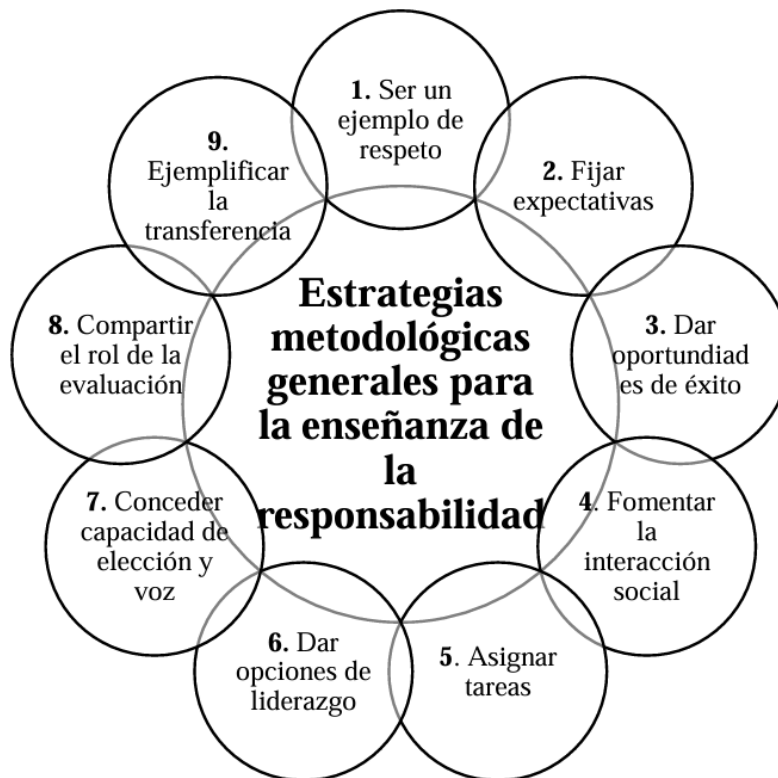 1. Ser un
ejemplo de
respeto
2. Fijar
expectativas
3. Dar
oportundiad
es de éxito
4. Fomentar
la
interacción
social
5. Asignar
tareas
6. Dar
opciones de
liderazgo
7. Conceder
capacidad de
elección y
voz
8. Compartir
el rol de la
evaluación
9.
Ejemplificar
la
transferencia
Estrategias
metodológicas
generales para
la enseñanza de
la
responsabilidad